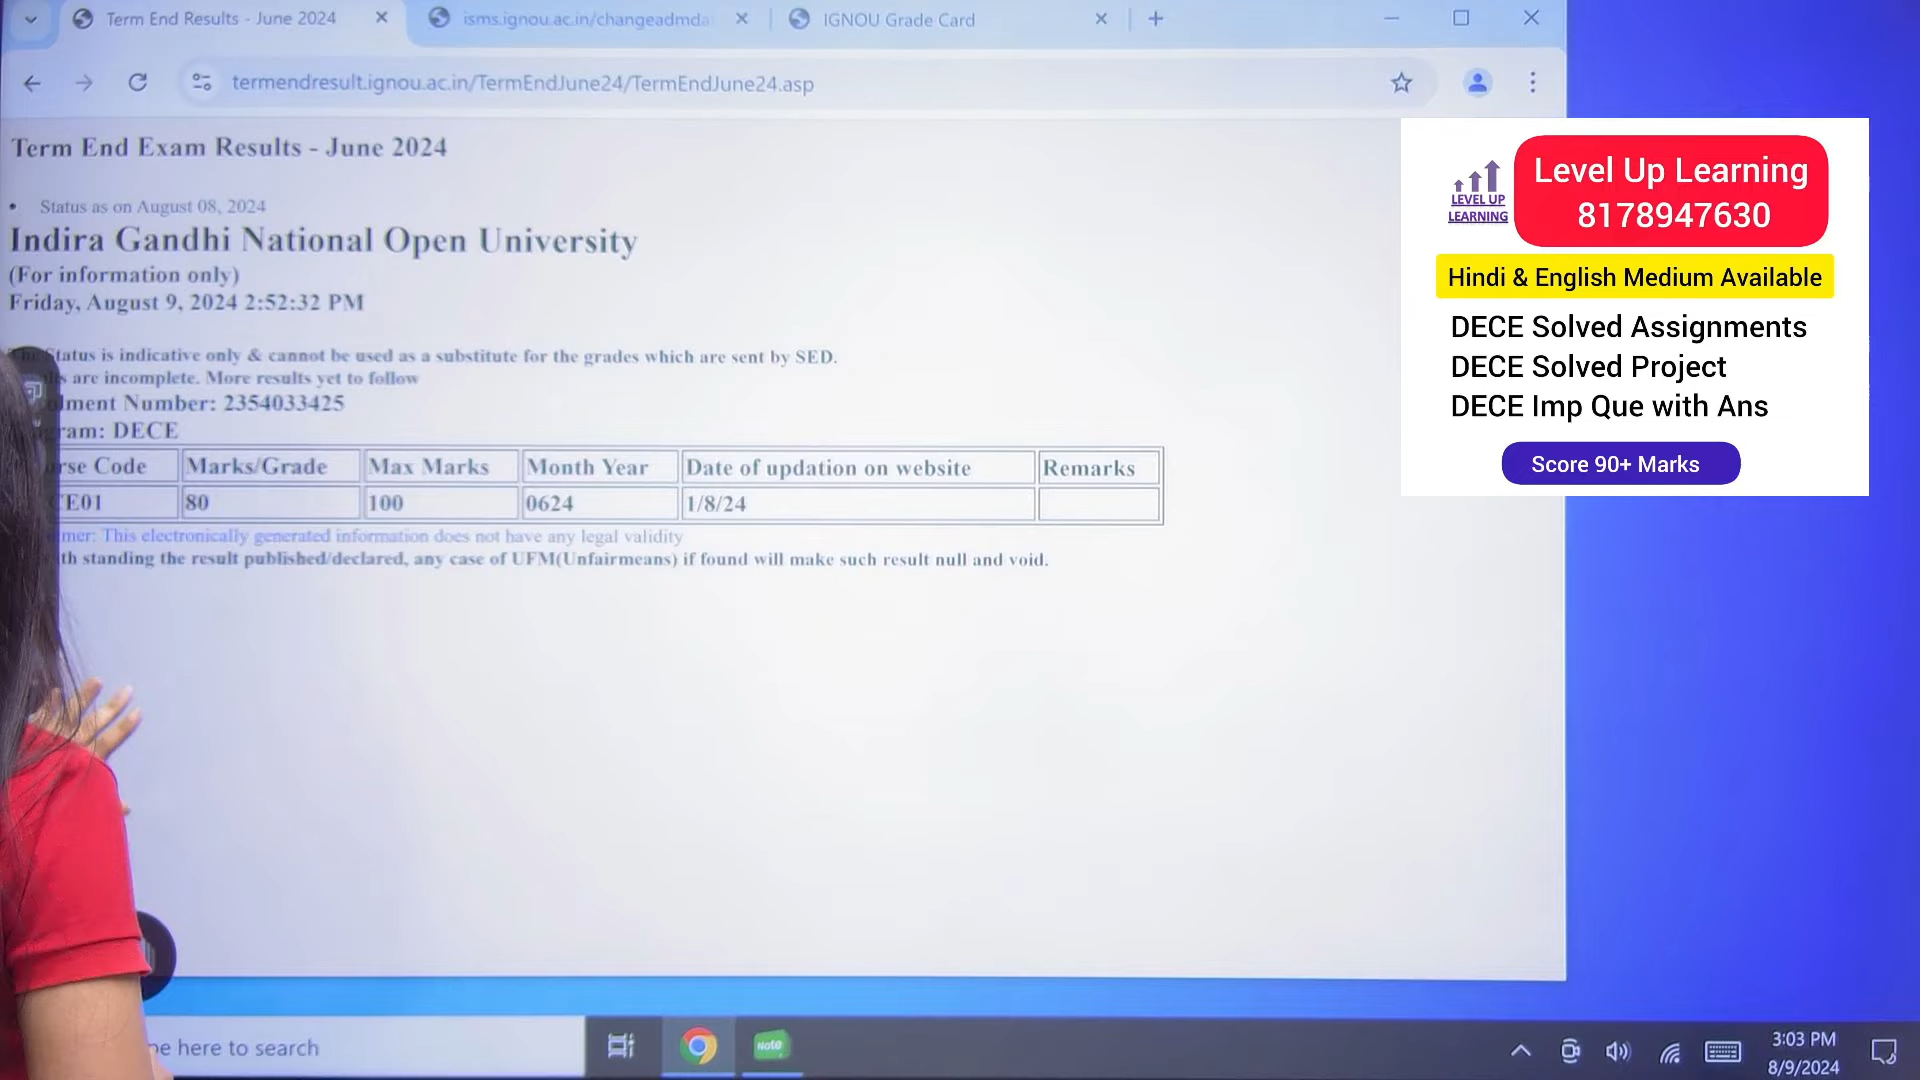 Term End Results - June 2024
isms.ignou.ac.in/changeadmda
IGNOU Grade Card
termendresult.ignou.ac.in/TermEndJune24/TermEndJune24.asp
Term End Exam Results - June 2024
• Status as on August 08, 2024
Indira Gandhi National Open University
(For information only)
Friday, August 9, 2024 2:52:32 PM
tatus is indicative only & cannot be used as a substitute for the grades which are sent by SED.
s are incomplete. More results yet to follow
lment Number: 2354033425
ram: DECE
rse Code Marks/Grade Max Marks Month Year Date of updation on website Remarks
CE01 80 100 0624 1/8/24
mer: This electronically generated information does not have any legal validity
th standing the result published/declared, any case of UFM(Unfairmeans) if found will make such result null and void.
LEVEL UP
LEARNING
Level Up Learning
8178947630
Hindi & English Medium Available
DECE Solved Assignments
DECE Solved Project
DECE Imp Que with Ans
Score 90+ Marks
pe here to search
Note
3:03 PM
8/9/2024